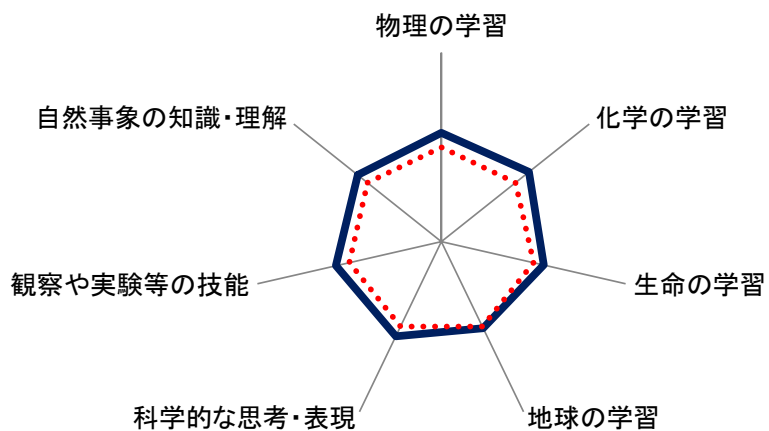 物理の学習
化学の学習
生命の学習
地球の学習
科学的な思考・表現
観察や実験等の技能
自然事象の知識・理解